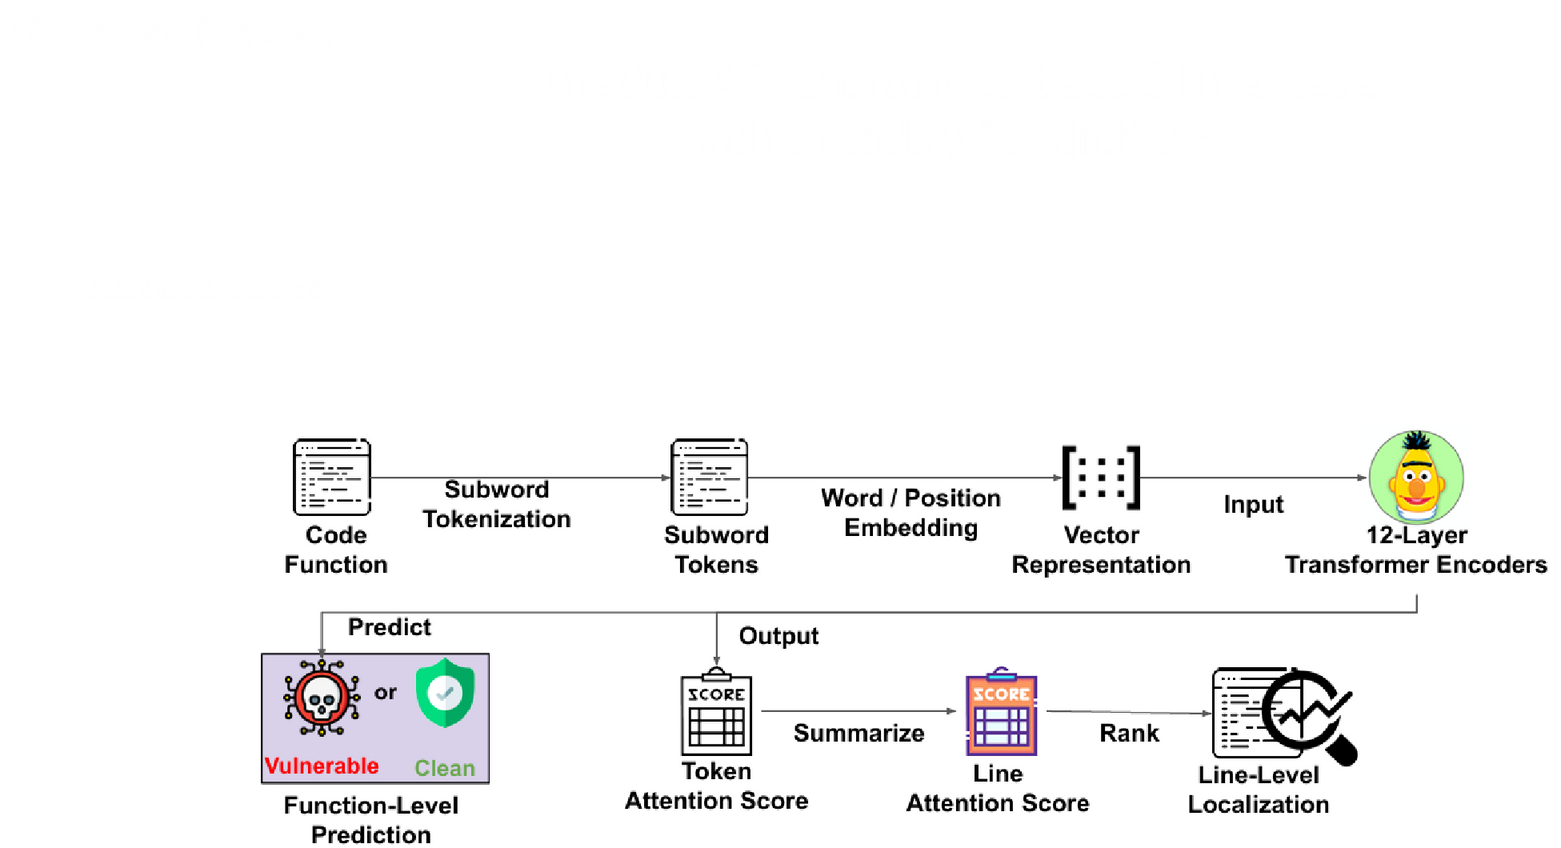 Subword
Tokenization
Word / Position
Embedding
Input
Code
Function
Subword
Tokens
Vector
Representation
12-Layer
Transformer Encoders
Predict
Output
or
Vulnerable
Clean
SCORE
Summarize
SCORE
Rank
Function-Level
Prediction
Token
Attention Score
Line
Attention Score
Line-Level
Localization